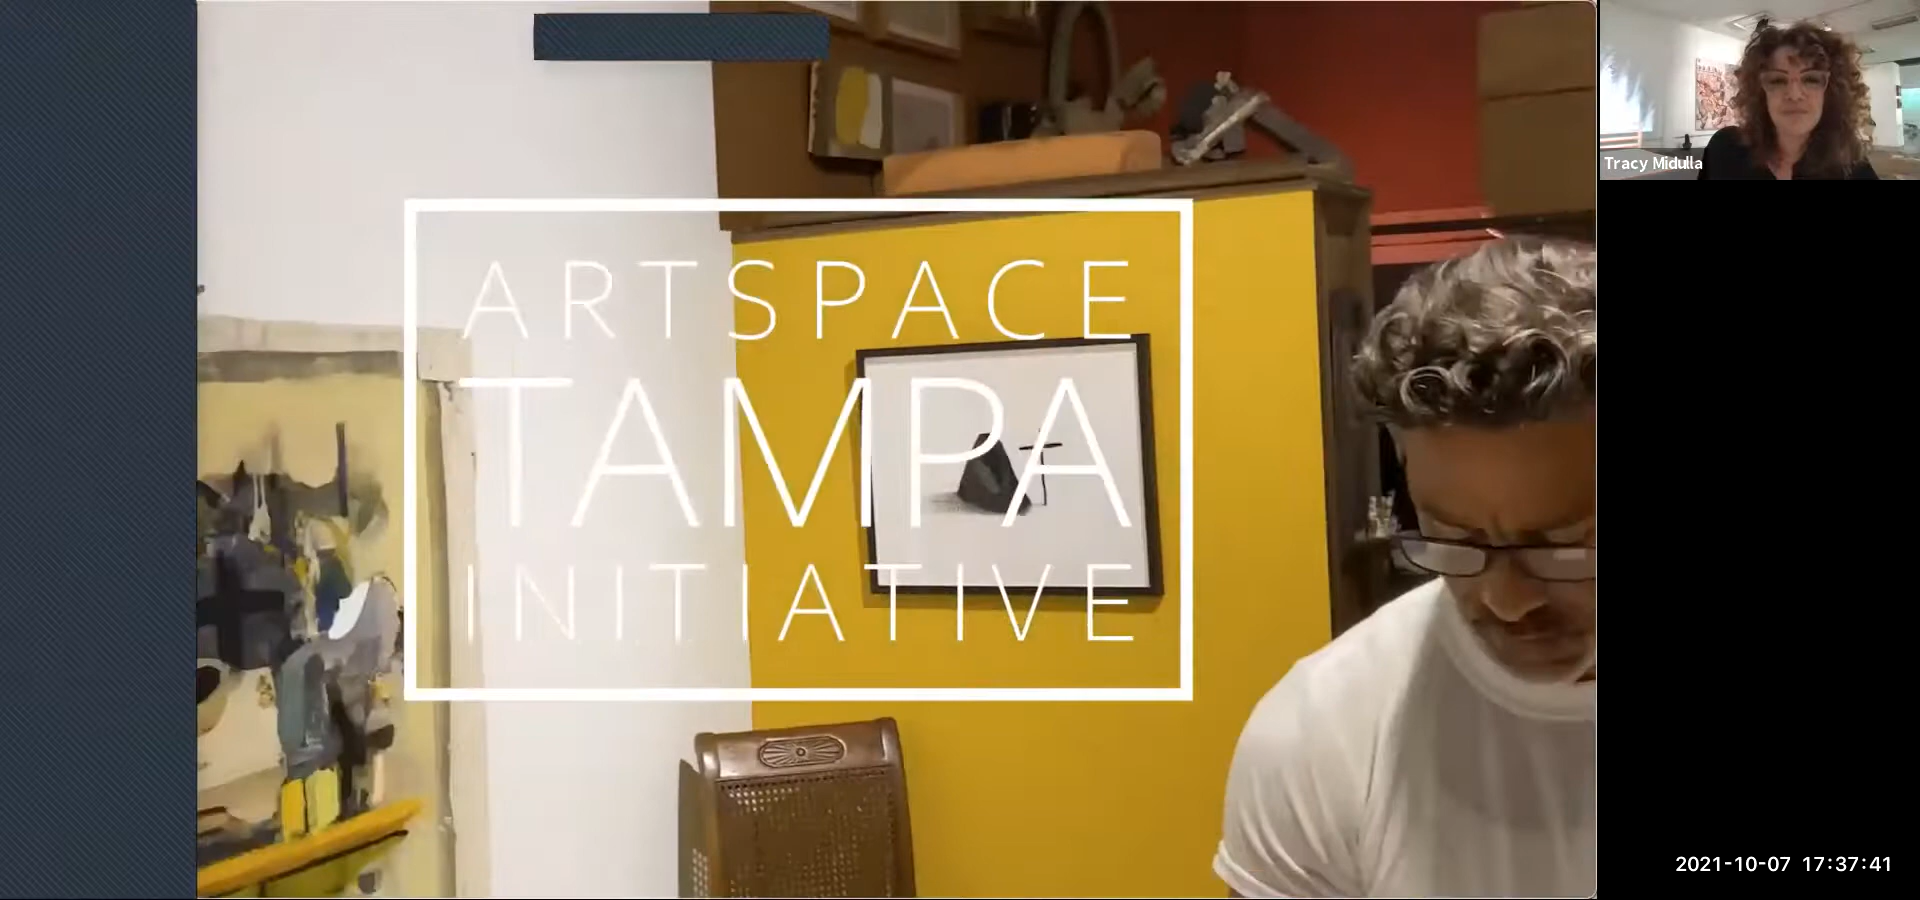 ARTSPACE
TAMPA
INITIATIVE
Tracy Midulla
2021-10-07 17:37:41